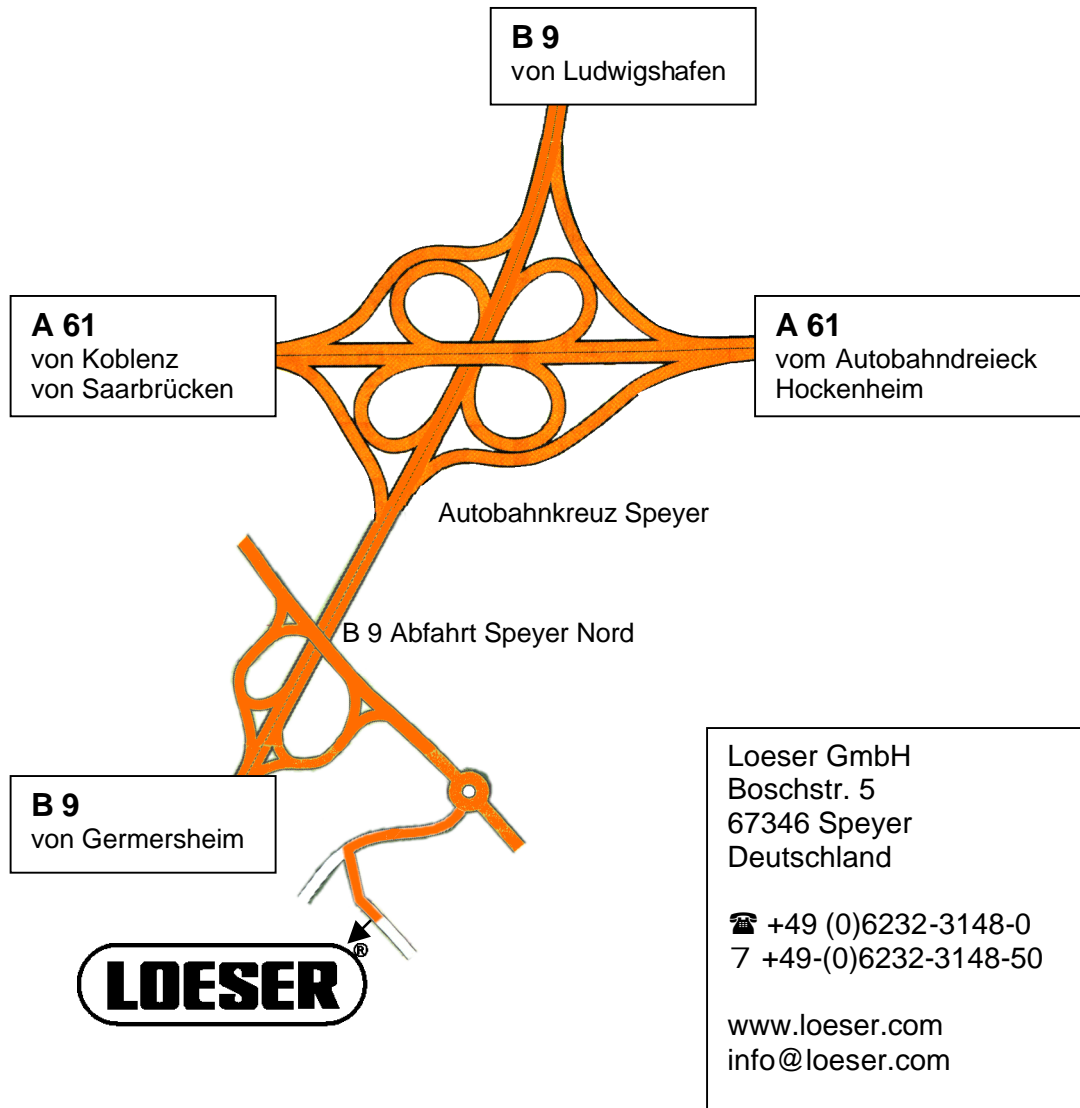 B 9
von Ludwigshafen
A 61
von Koblenz
von Saarbrücken
A 61
vom Autobahndreieck
Hockenheim
Autobahnkreuz Speyer
B 9 Abfahrt Speyer Nord
B 9
von Germersheim
Loeser GmbH
Boschstr. 5
67346 Speyer
Deutschland
☎ +49 (0)6232-3148-0
7 +49-(0)6232-3148-50
www.loeser.com
info@loeser.com
LOESER®